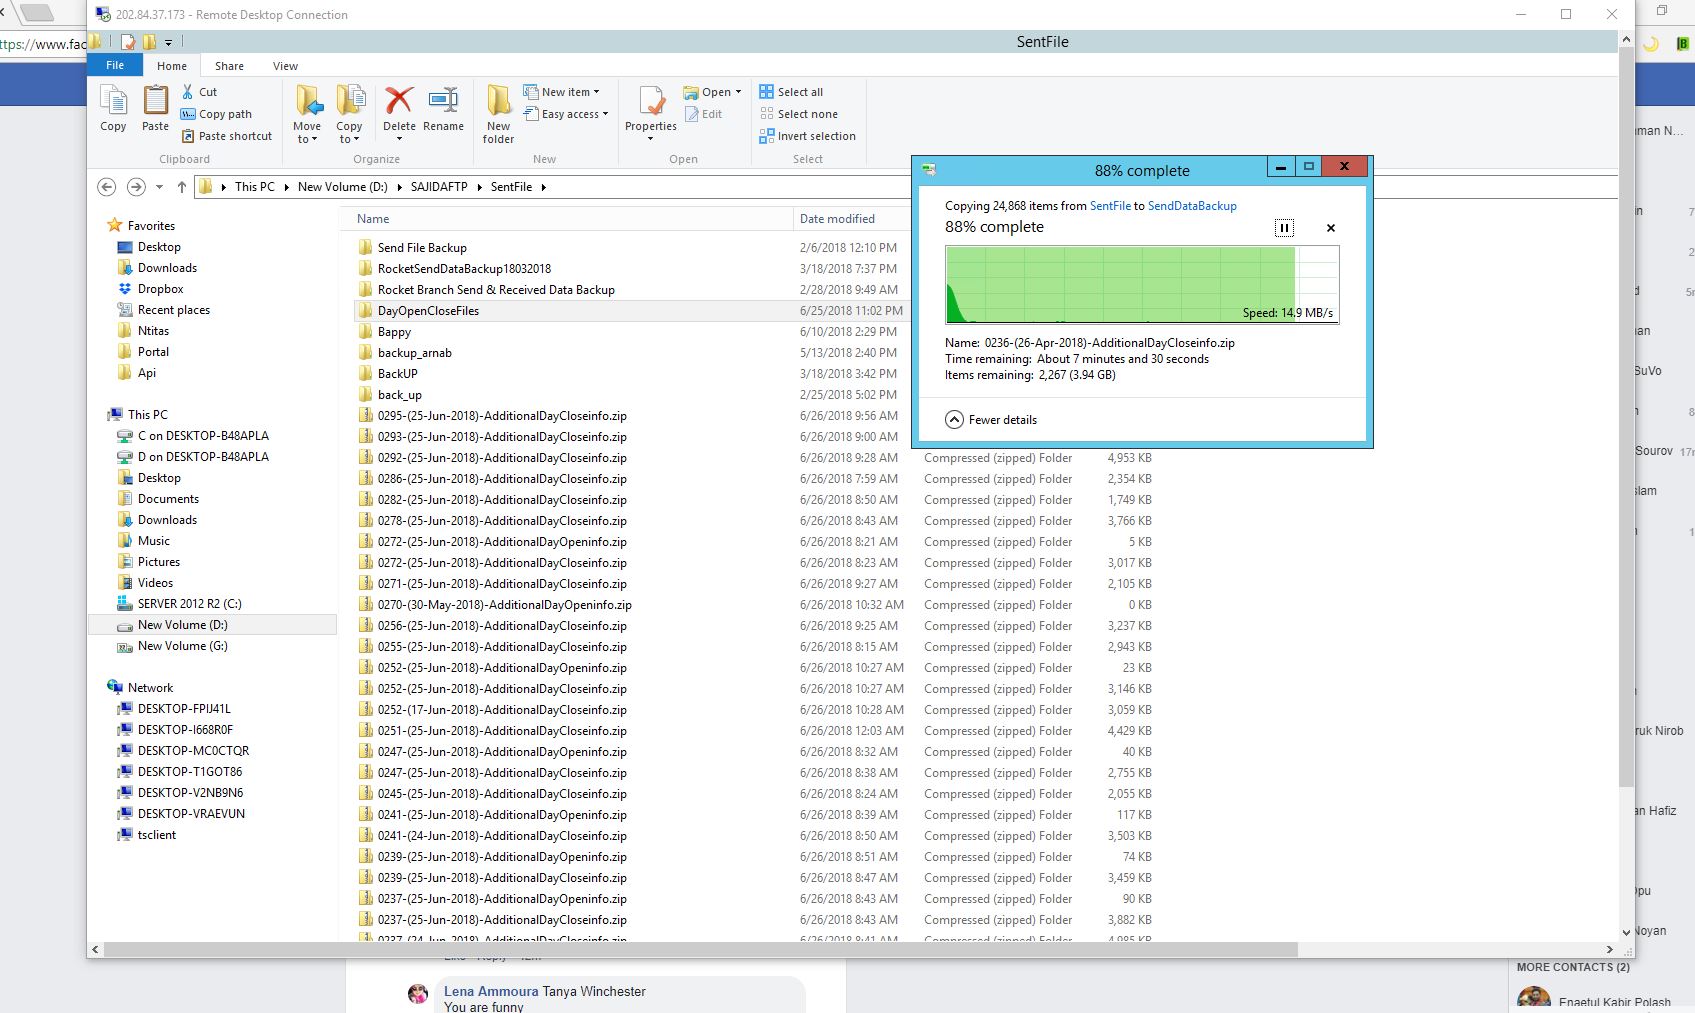 202.84.37.173 - Remote Desktop Connection
ttps://www.fac
SentFile
File Home Share View
Copy
Paste
Cut
Copy path
Paste shortcut
Clipboard
Move to
Copy to
Delete
Rename
Organize
New folder
New item
Easy access
New
Properties
Open
Edit
Open
Select all
Select none
Invert selection
Select
This PC New Volume (D:) SAJIDAFTP SentFile
Favorites
Desktop
Downloads
Dropbox
Recent places
Ntitas
Portal
Api
This PC
C on DESKTOP-B48APLA
D on DESKTOP-B48APLA
Desktop
Documents
Downloads
Music
Pictures
Videos
SERVER 2012 R2 (C:)
New Volume (D:)
New Volume (G:)
Network
DESKTOP-FPIJ41L
DESKTOP-I668R0F
DESKTOP-MC0CTQR
DESKTOP-T1GOT86
DESKTOP-V2NB9N6
DESKTOP-VRAEVUN
tsclient
Name Date modified
Send File Backup 2/6/2018 12:10 PM
RocketSendDataBackup18032018 3/18/2018 7:37 PM
Rocket Branch Send & Received Data Backup 2/28/2018 9:49 AM
DayOpenCloseFiles 6/25/2018 11:02 PM
Bappy 6/10/2018 2:29 PM
backup_arnab 5/13/2018 2:40 PM
BackUP 3/18/2018 3:42 PM
back_up 2/25/2018 5:02 PM
0295-(25-Jun-2018)-AdditionalDayCloseinfo.zip 6/26/2018 9:56 AM
0293-(25-Jun-2018)-AdditionalDayCloseinfo.zip 6/26/2018 9:00 AM
0292-(25-Jun-2018)-AdditionalDayCloseinfo.zip 6/26/2018 9:28 AM Compressed (zipped) Folder 4,953 KB
0286-(25-Jun-2018)-AdditionalDayCloseinfo.zip 6/26/2018 7:59 AM Compressed (zipped) Folder 2,354 KB
0282-(25-Jun-2018)-AdditionalDayCloseinfo.zip 6/26/2018 8:50 AM Compressed (zipped) Folder 1,749 KB
0278-(25-Jun-2018)-AdditionalDayCloseinfo.zip 6/26/2018 8:43 AM Compressed (zipped) Folder 3,766 KB
0272-(25-Jun-2018)-AdditionalDayOpeninfo.zip 6/26/2018 8:21 AM Compressed (zipped) Folder 5 KB
0272-(25-Jun-2018)-AdditionalDayCloseinfo.zip 6/26/2018 8:23 AM Compressed (zipped) Folder 3,017 KB
0271-(25-Jun-2018)-AdditionalDayCloseinfo.zip 6/26/2018 9:27 AM Compressed (zipped) Folder 2,105 KB
0270-(30-May-2018)-AdditionalDayOpeninfo.zip 6/26/2018 10:32 AM Compressed (zipped) Folder 0 KB
0256-(25-Jun-2018)-AdditionalDayCloseinfo.zip 6/26/2018 9:25 AM Compressed (zipped) Folder 3,237 KB
0255-(25-Jun-2018)-AdditionalDayCloseinfo.zip 6/26/2018 8:15 AM Compressed (zipped) Folder 2,943 KB
0252-(25-Jun-2018)-AdditionalDayOpeninfo.zip 6/26/2018 10:27 AM Compressed (zipped) Folder 23 KB
0252-(25-Jun-2018)-AdditionalDayCloseinfo.zip 6/26/2018 10:27 AM Compressed (zipped) Folder 3,146 KB
0252-(17-Jun-2018)-AdditionalDayCloseinfo.zip 6/26/2018 10:28 AM Compressed (zipped) Folder 3,059 KB
0251-(25-Jun-2018)-AdditionalDayCloseinfo.zip 6/26/2018 12:03 AM Compressed (zipped) Folder 4,429 KB
0247-(25-Jun-2018)-AdditionalDayOpeninfo.zip 6/26/2018 8:32 AM Compressed (zipped) Folder 40 KB
0247-(25-Jun-2018)-AdditionalDayCloseinfo.zip 6/26/2018 8:38 AM Compressed (zipped) Folder 2,755 KB
0245-(25-Jun-2018)-AdditionalDayCloseinfo.zip 6/26/2018 8:24 AM Compressed (zipped) Folder 2,055 KB
0241-(25-Jun-2018)-AdditionalDayOpeninfo.zip 6/26/2018 8:39 AM Compressed (zipped) Folder 117 KB
0241-(24-Jun-2018)-AdditionalDayCloseinfo.zip 6/26/2018 8:50 AM Compressed (zipped) Folder 3,503 KB
0239-(25-Jun-2018)-AdditionalDayOpeninfo.zip 6/26/2018 8:51 AM Compressed (zipped) Folder 74 KB
0239-(25-Jun-2018)-AdditionalDayCloseinfo.zip 6/26/2018 8:47 AM Compressed (zipped) Folder 3,459 KB
0237-(25-Jun-2018)-AdditionalDayOpeninfo.zip 6/26/2018 8:43 AM Compressed (zipped) Folder 90 KB
0237-(25-Jun-2018)-AdditionalDayCloseinfo.zip 6/26/2018 8:43 AM Compressed (zipped) Folder 3,882 KB
0237-(24-Jun-2018)-AdditionalDayCloseinfo.zip 6/26/2018 8:41 AM Compressed (zipped) Folder 4,985 KB
88% complete
Copying 24,868 items from SentFile to SendDataBackup
88% complete
Speed: 14.9 MB/s
Name: 0236-(26-Apr-2018)-AdditionalDayCloseinfo.zip
Time remaining: About 7 minutes and 30 seconds
Items remaining: 2,267 (3.94 GB)
Fewer details
man N...
in 7
d 5m
an
SuVo
n 8
Sourov 17m
slam
1
ruk Nirob
an Hafiz
Opu
Noyan
MORE CONTACTS (2)
Enaetul Kabir Polash
Lena Ammoura Tanya Winchester
You are funny